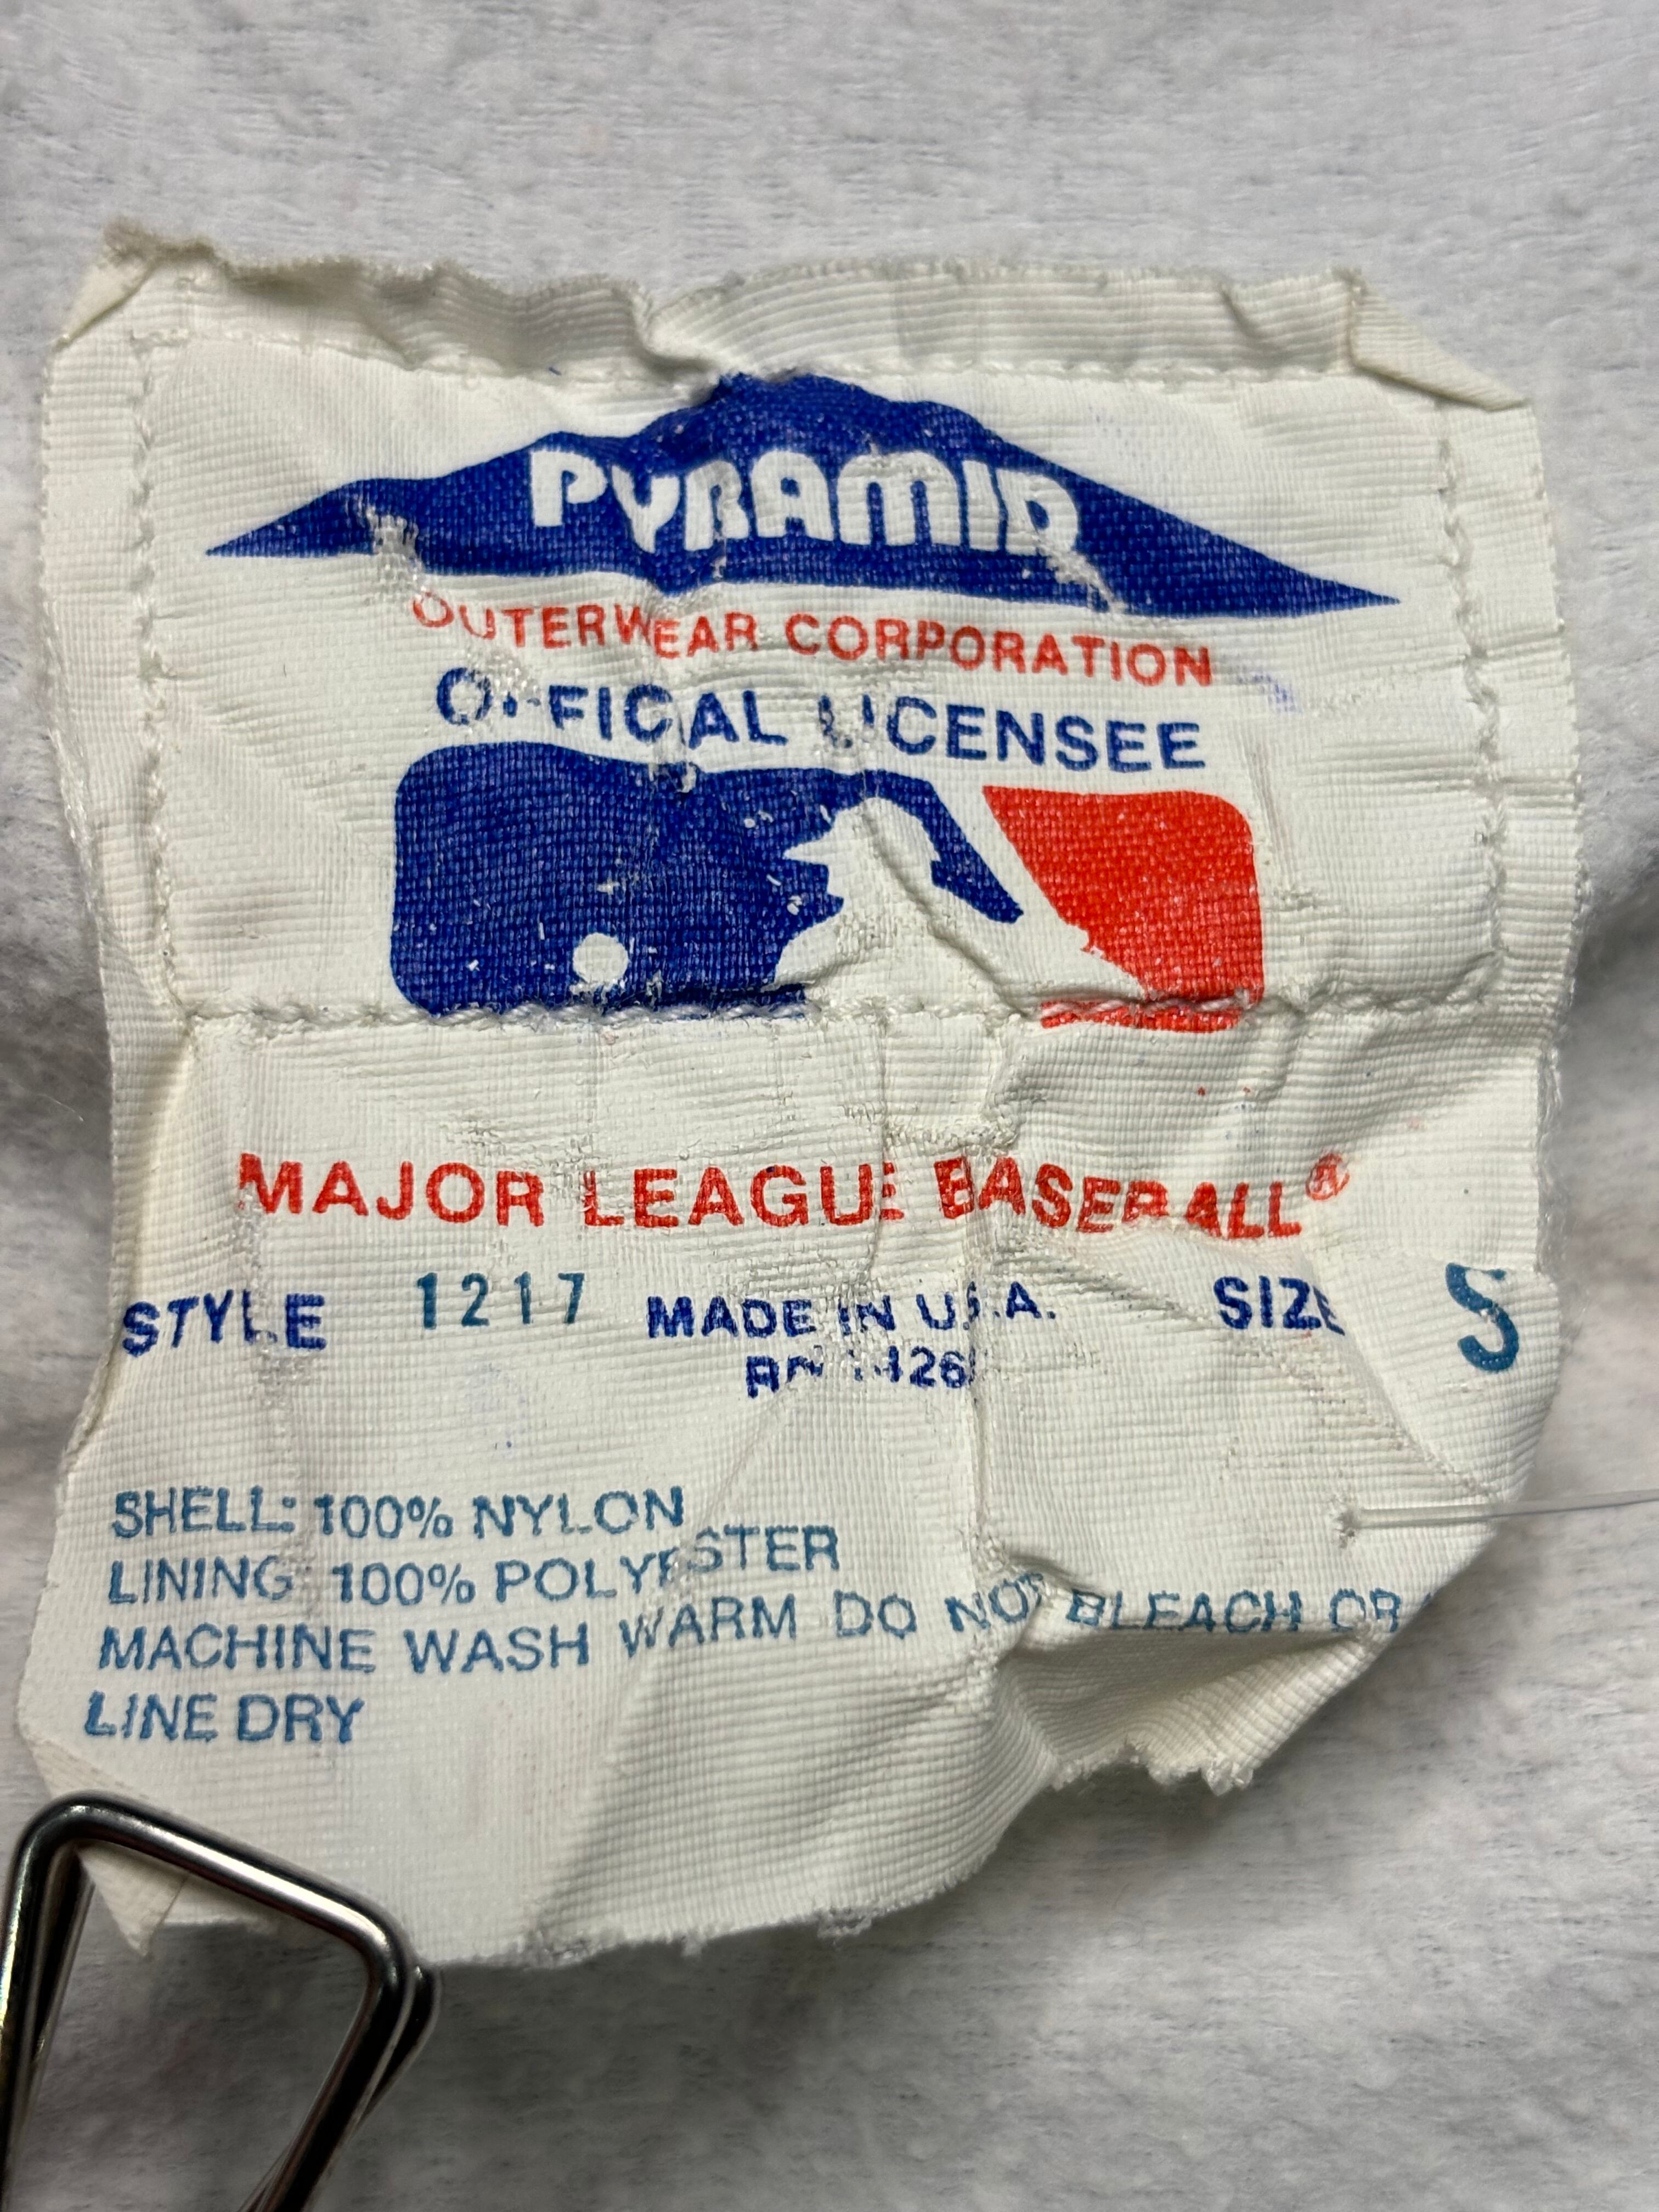 PYRAMID
OUTERWEAR CORPORATION
OFFICIAL LICENSEE
MAJOR LEAGUE BASEBALL®
STYLE 1217 MADE IN U.S.A. SIZE S
SHELL: 100% NYLON
LINING: 100% POLYESTER
MACHINE WASH WARM DO NOT BLEACH OR
LINE DRY